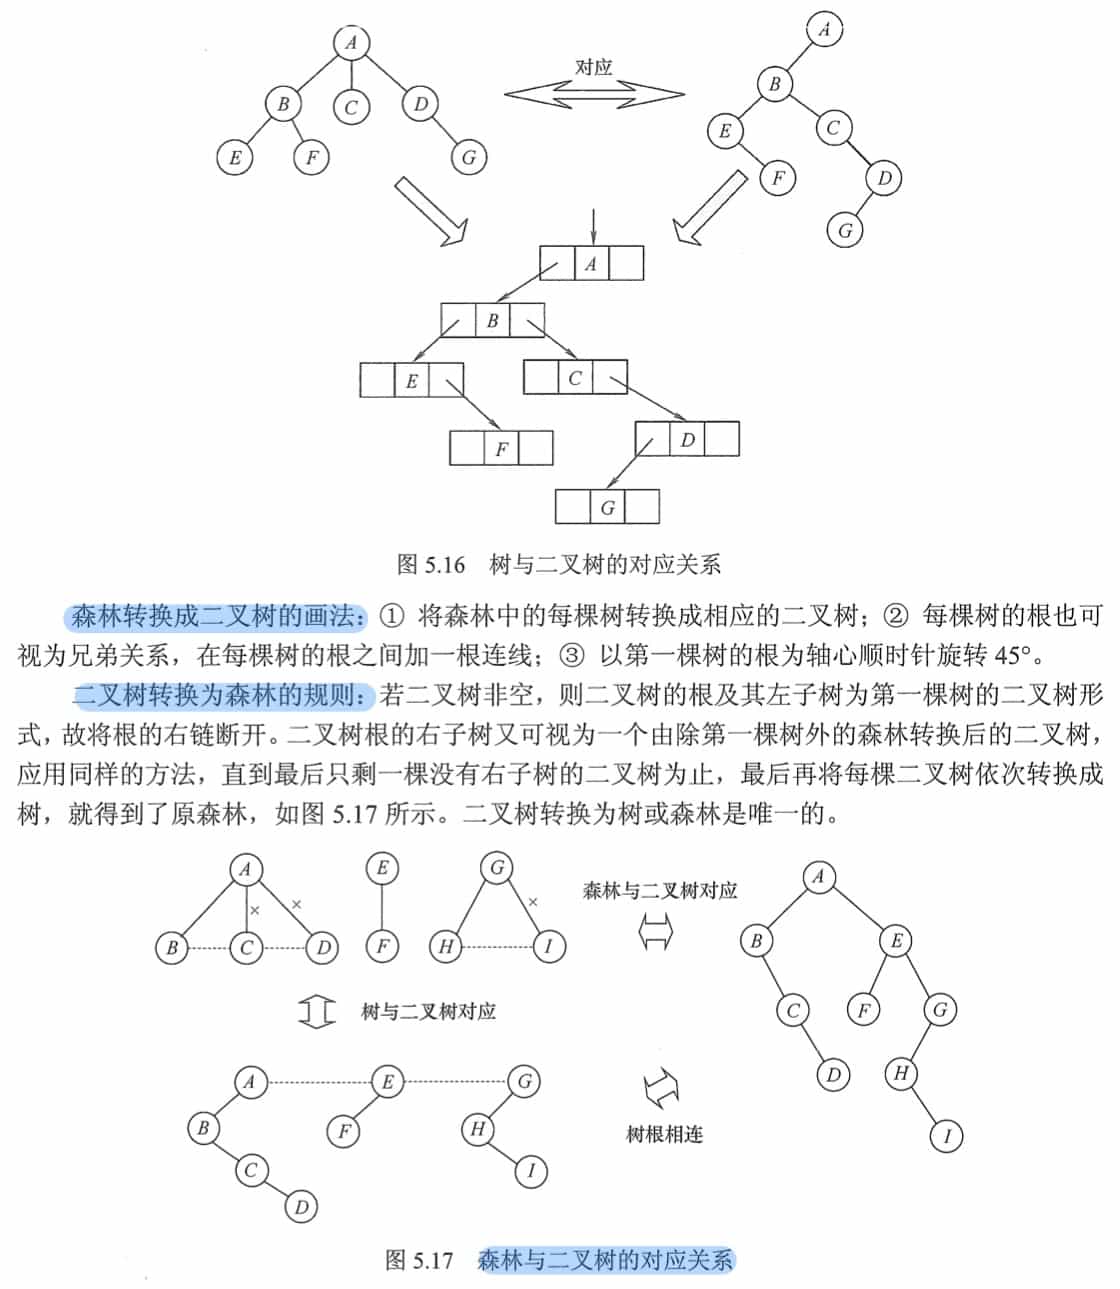 A
A
对应
B
C
D
B
E
F
G
E
C
F
D
G
A
B
E
C
F
D
G
图 5.16 树与二叉树的对应关系
森林转换成二叉树的画法：① 将森林中的每棵树转换成相应的二叉树；② 每棵树的根也可
视为兄弟关系，在每棵树的根之间加一根连线；③ 以第一棵树的根为轴心顺时针旋转 45°。
二叉树转换为森林的规则：若二叉树非空，则二叉树的根及其左子树为第一棵树的二叉树形
式，故将根的右链断开。二叉树根的右子树又可视为一个由除第一棵树外的森林转换后的二叉树，
应用同样的方法，直到最后只剩一棵没有右子树的二叉树为止，最后再将每棵二叉树依次转换成
树，就得到了原森林，如图 5.17 所示。二叉树转换为树或森林是唯一的。
A
E
G
森林与二叉树对应
A
×
×
×
B
C
D
F
H
I
B
E
树与二叉树对应
C
F
G
A
E
G
D
H
B
F
H
树根相连
I
C
I
D
图 5.17 森林与二叉树的对应关系